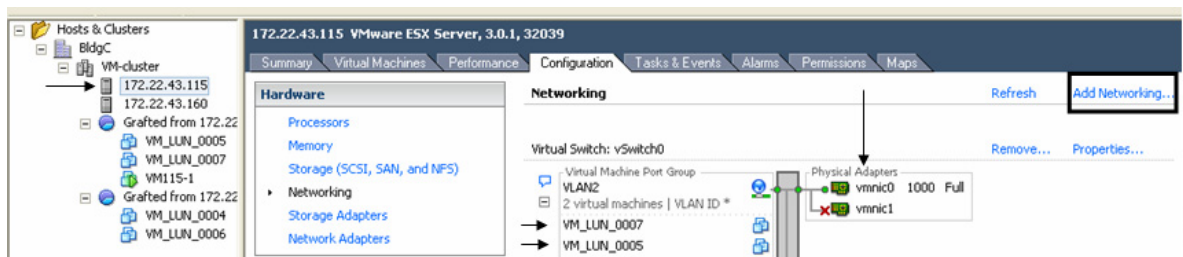 Hosts & Clusters
BldgC
VM-cluster
172.22.43.115
172.22.43.160
Grafted from 172.22
VM_LUN_0005
VM_LUN_0007
VM115-1
Grafted from 172.22
VM_LUN_0004
VM_LUN_0006
172.22.43.115 VMware ESX Server, 3.0.1, 32039
Summary Virtual Machines Performance Configuration Tasks & Events Alarms Permissions Maps
Hardware
Processors
Memory
Storage (SCSI, SAN, and NFS)
Networking
Storage Adapters
Network Adapters
Networking Refresh Add Networking...
Virtual Switch: vSwitch0 Remove... Properties...
Virtual Machine Port Group Physical Adapters
VLAN2 vmnic0 1000 Full
2 virtual machines | VLAN ID * vmnic1
VM_LUN_0007
VM_LUN_0005